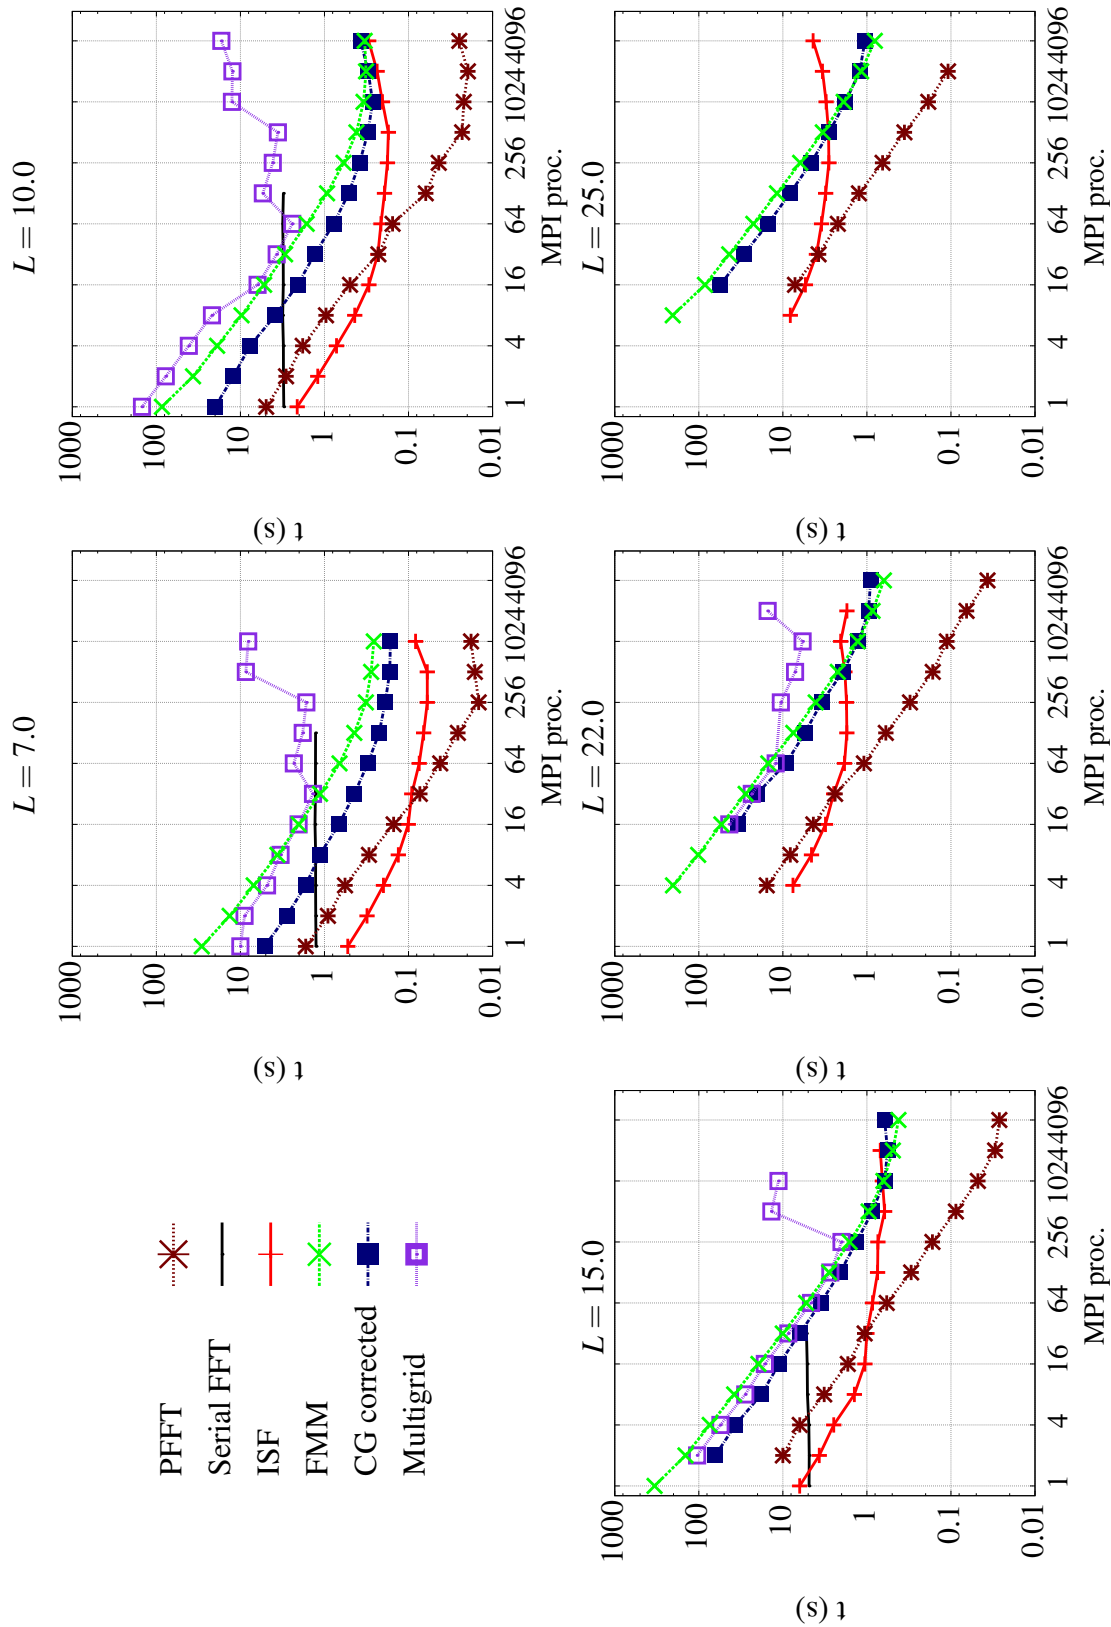 PFFT
Serial FFT
ISF
FMM
CG corrected
Multigrid
L = 7.0
t (s)
1000
100
10
1
0.1
0.01
1 4 16 64 256 1024 4096
MPI proc.
L = 10.0
t (s)
1000
100
10
1
0.1
0.01
1 4 16 64 256 1024 4096
MPI proc.
L = 15.0
t (s)
1000
100
10
1
0.1
0.01
1 4 16 64 256 1024 4096
MPI proc.
L = 22.0
t (s)
1000
100
10
1
0.1
0.01
1 4 16 64 256 1024 4096
MPI proc.
L = 25.0
t (s)
1000
100
10
1
0.1
0.01
1 4 16 64 256 1024 4096
MPI proc.